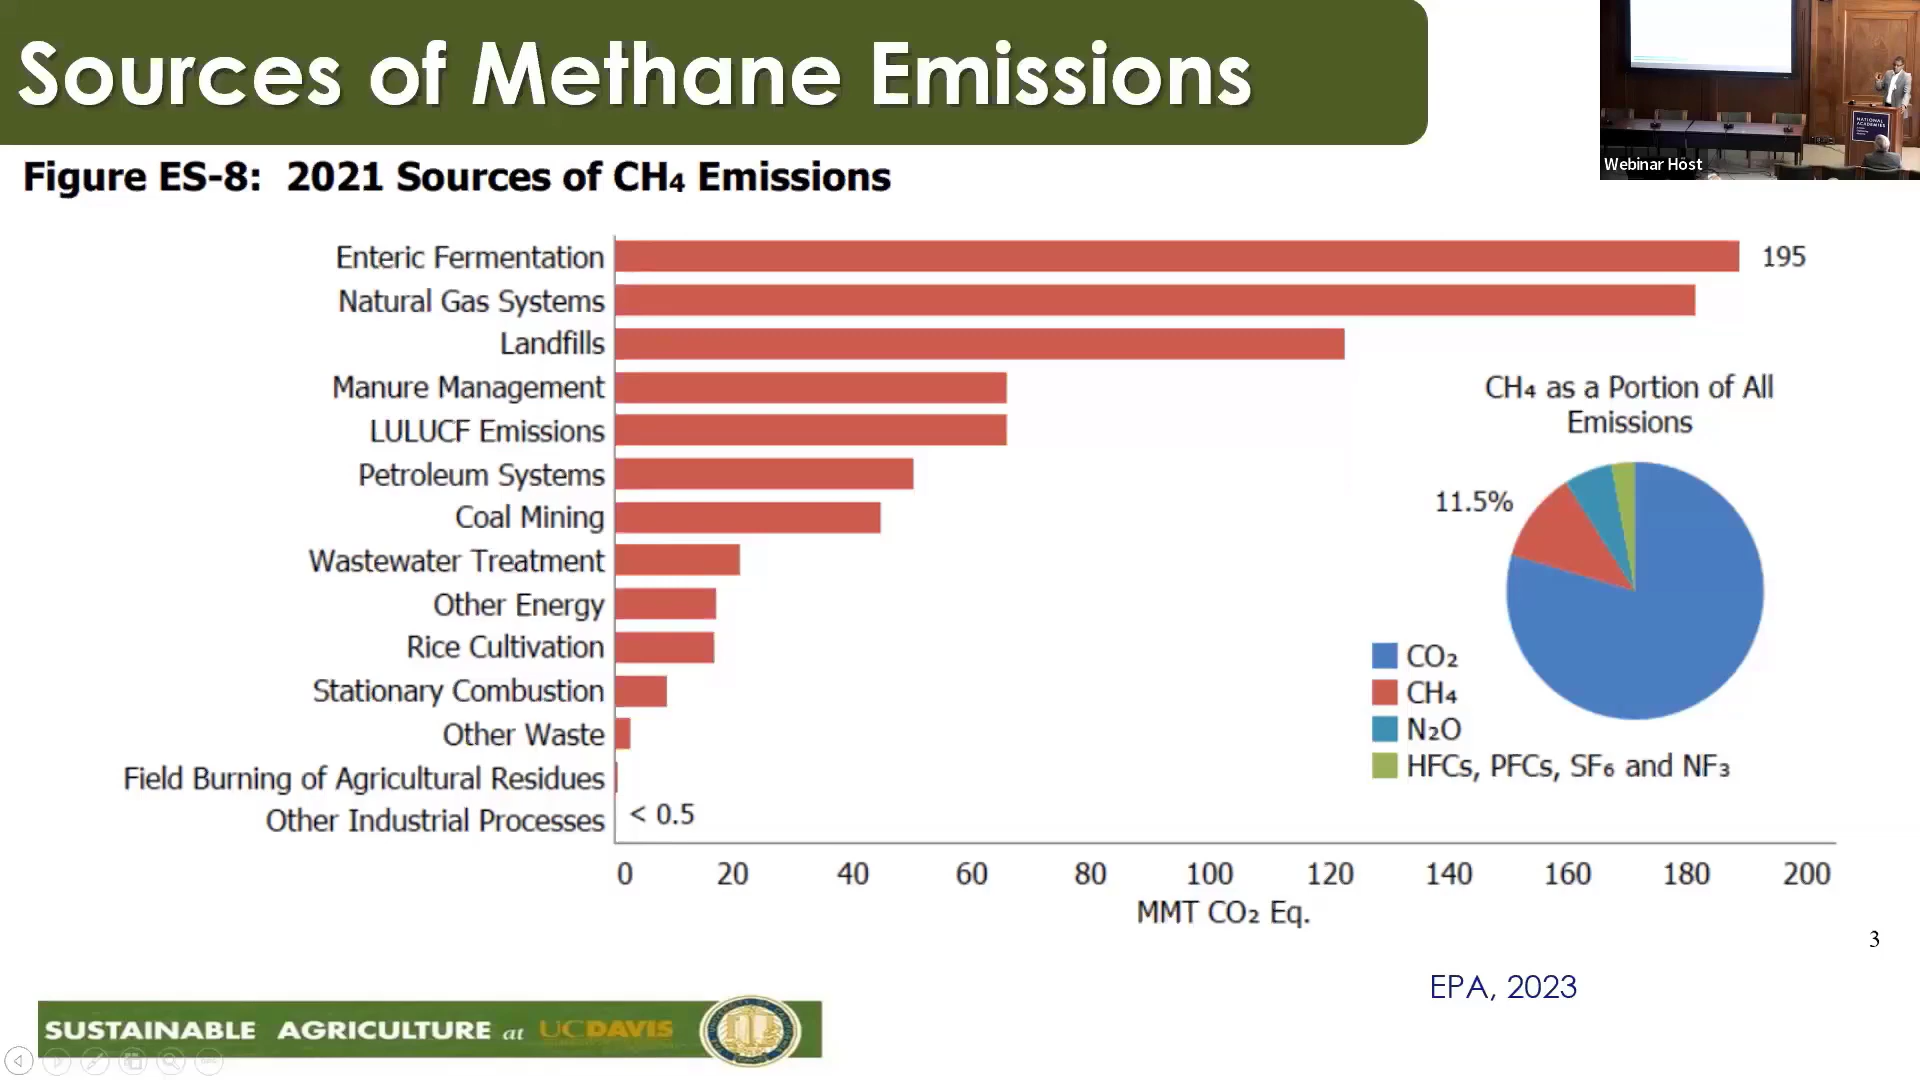 Sources of Methane Emissions
Figure ES-8: 2021 Sources of CH₄ Emissions
Enteric Fermentation
195
Natural Gas Systems
Landfills
Manure Management
LULUCF Emissions
Petroleum Systems
Coal Mining
Wastewater Treatment
Other Energy
Rice Cultivation
Stationary Combustion
Other Waste
Field Burning of Agricultural Residues
Other Industrial Processes
< 0.5
0 20 40 60 80 100 120 140 160 180 200
MMT CO₂ Eq.
CH₄ as a Portion of All
Emissions
11.5%
CO₂
CH₄
N₂O
HFCs, PFCs, SF₆ and NF₃
NATIONAL
ACADEMIES
Webinar Host
3
EPA, 2023
SUSTAINABLE AGRICULTURE at UCDAVIS